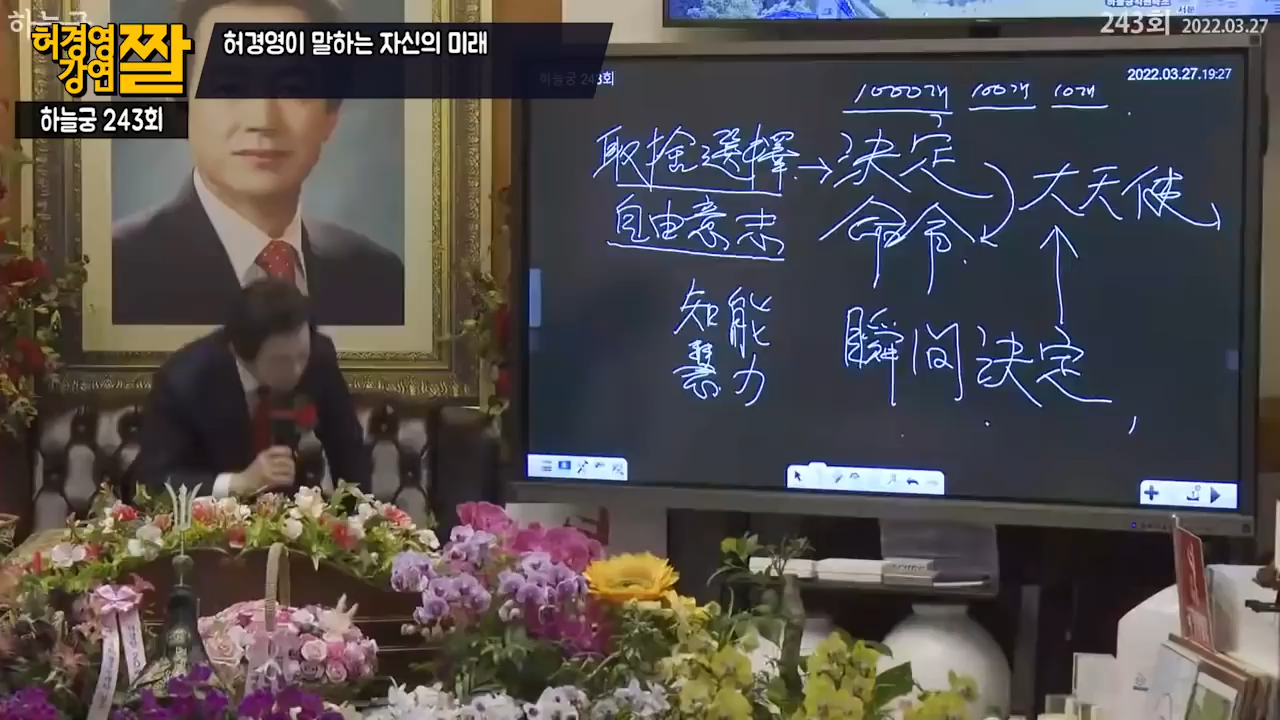 하늘궁
243회 2022.03.27
허경영
강연 짤
허경영이 말하는 자신의 미래
하늘궁 243회
하늘궁 243회
2022.03.27.19:27
1000개 100개 10개
取捨選擇→決定
大天使
自由意志
命令
知能
慧力
瞬间決定